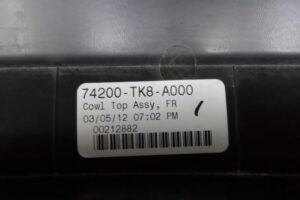 74200-TK8-A000
Cowl Top Assy, FR
03/05/12 07:02 PM
00212882